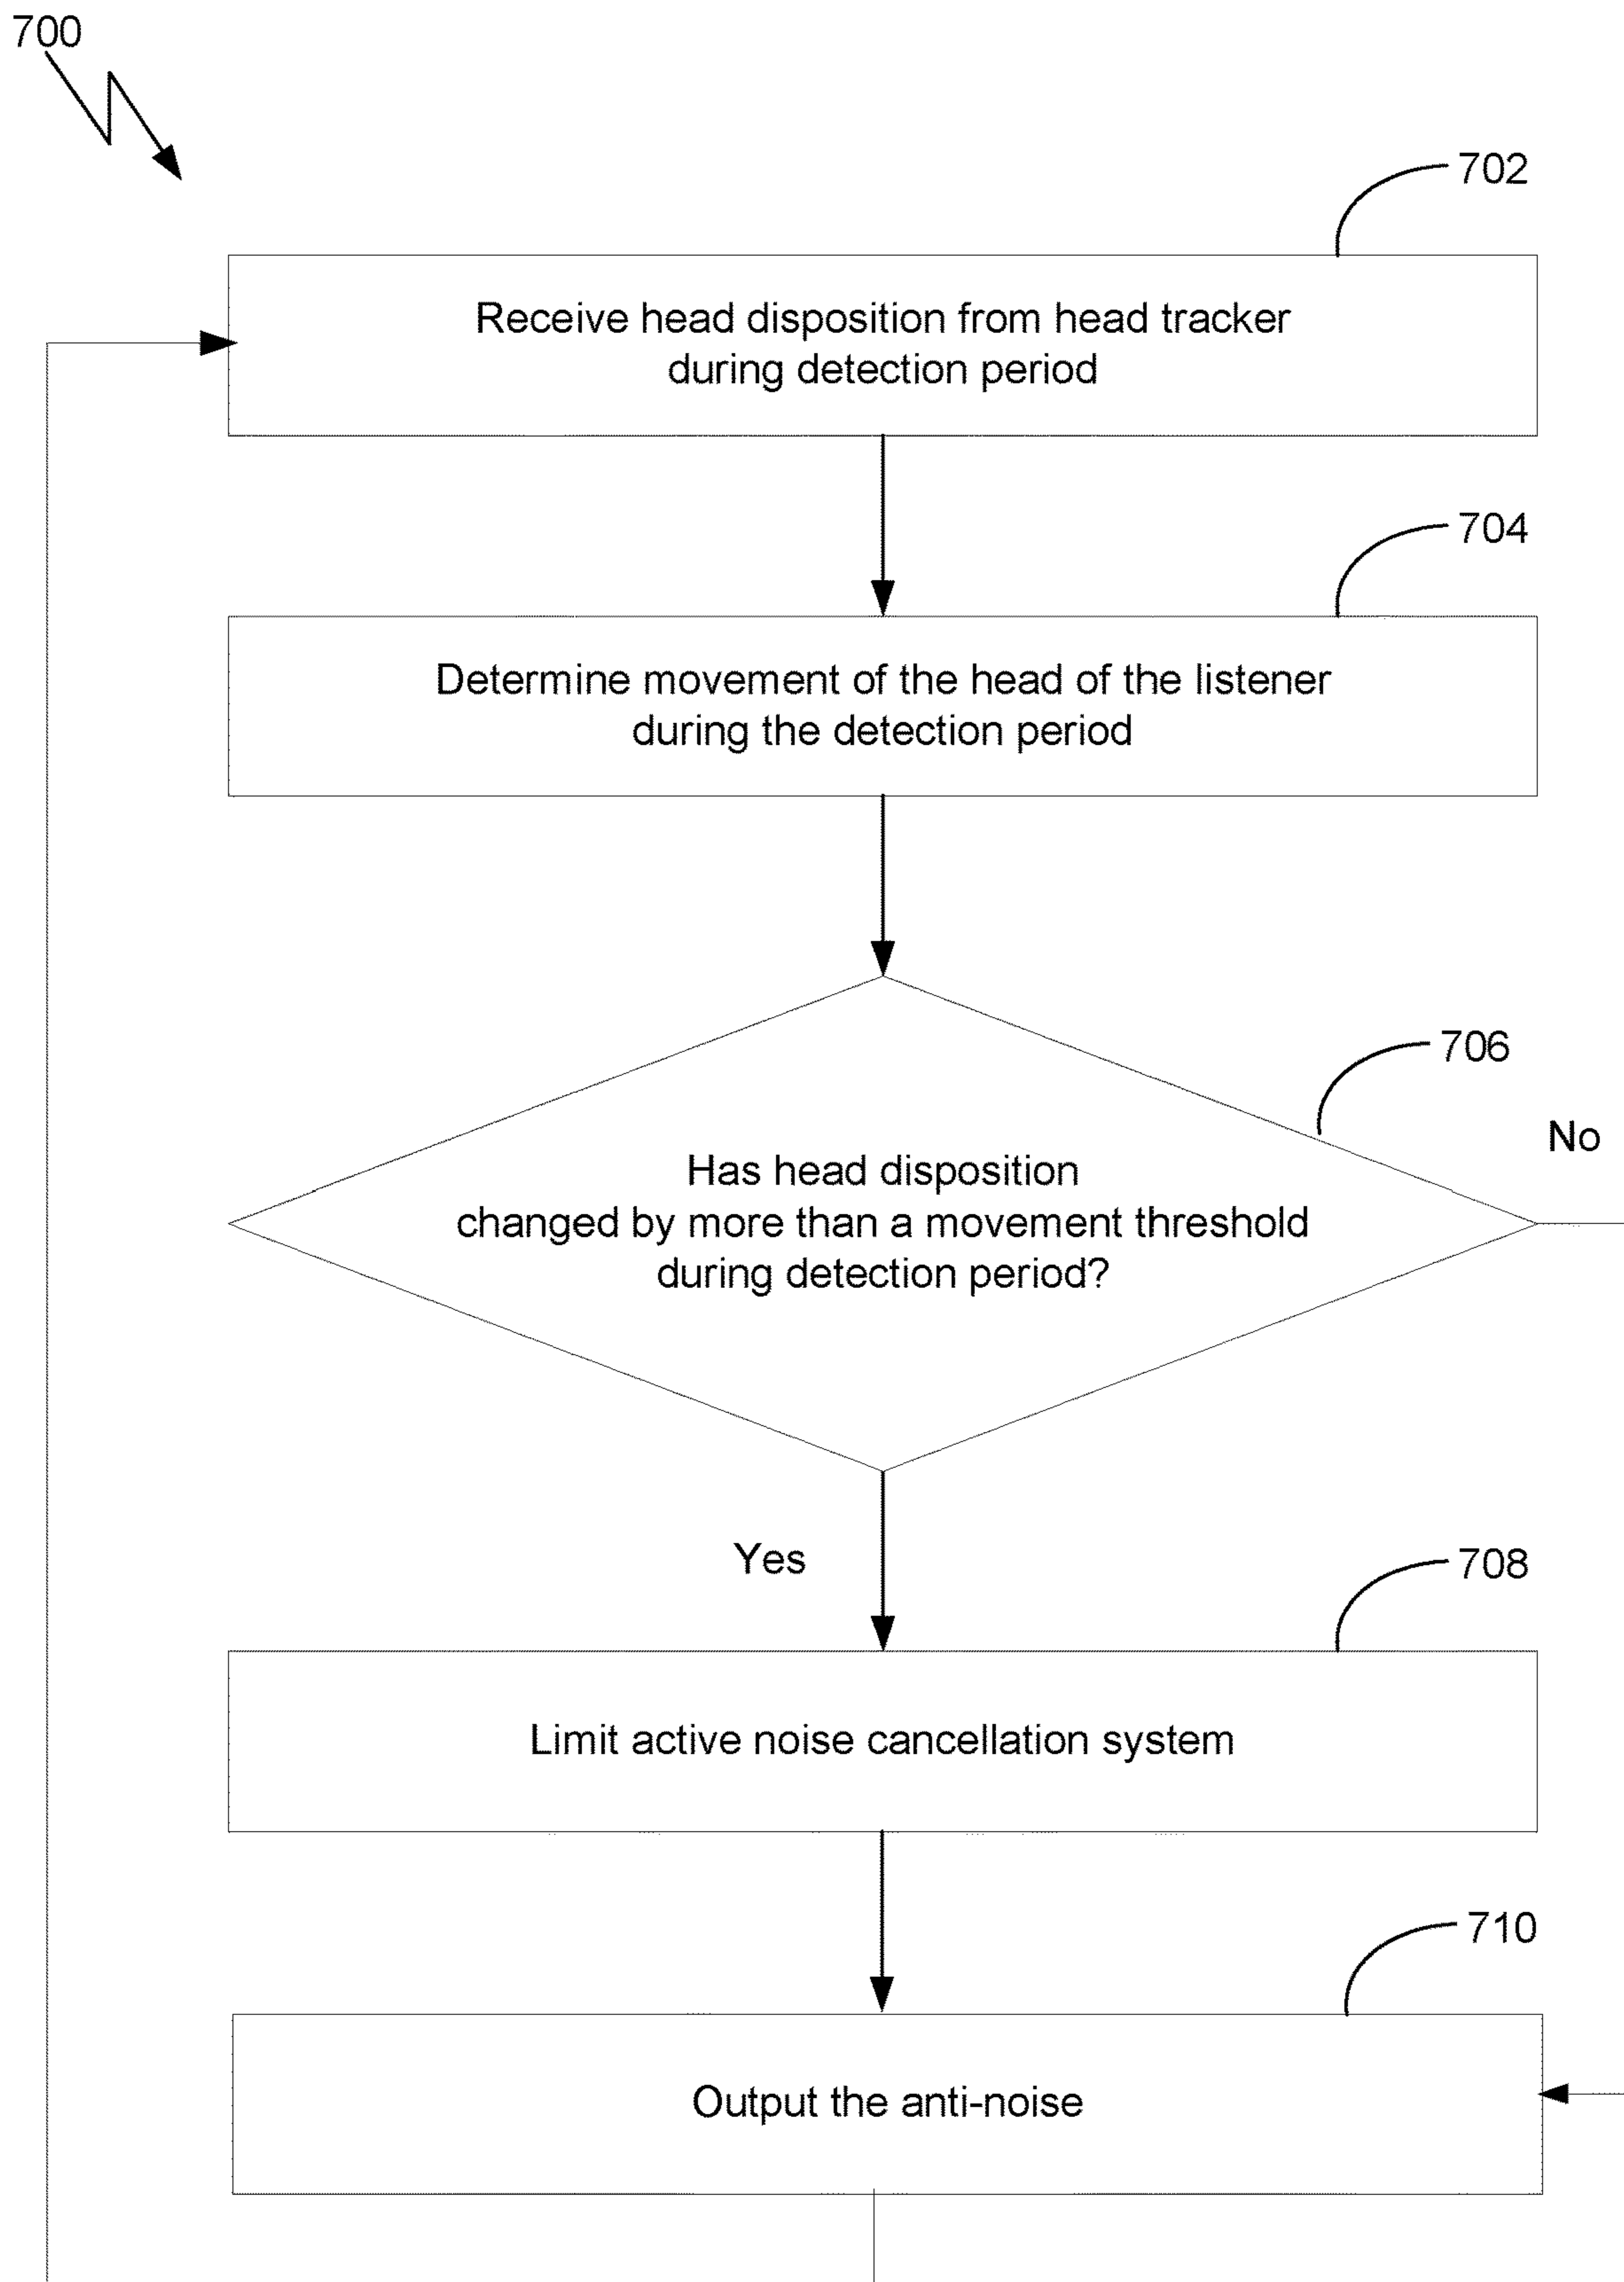 700
702
Receive head disposition from head tracker
during detection period
704
Determine movement of the head of the listener
during the detection period
706
No
Has head disposition
changed by more than a movement threshold
during detection period?
Yes
708
Limit active noise cancellation system
710
Output the anti-noise